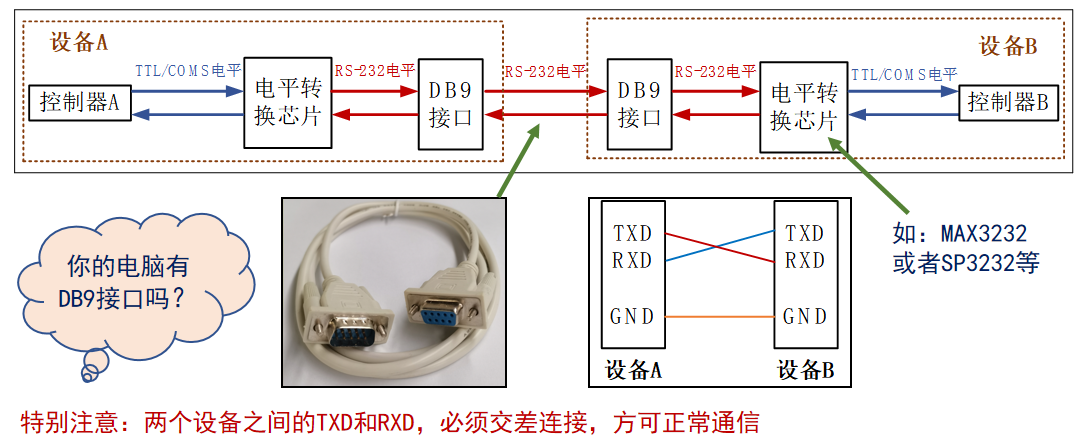 设备A
设备B
TTL/COMS电平
RS-232电平
RS-232电平
RS-232电平
TTL/COMS电平
控制器A
电平转
换芯片
DB9
接口
DB9
接口
电平转
换芯片
控制器B
你的电脑有
DB9接口吗？
TXD
RXD
GND
TXD
RXD
GND
设备A
设备B
如：MAX3232
或者SP3232等
特别注意：两个设备之间的TXD和RXD，必须交差连接，方可正常通信